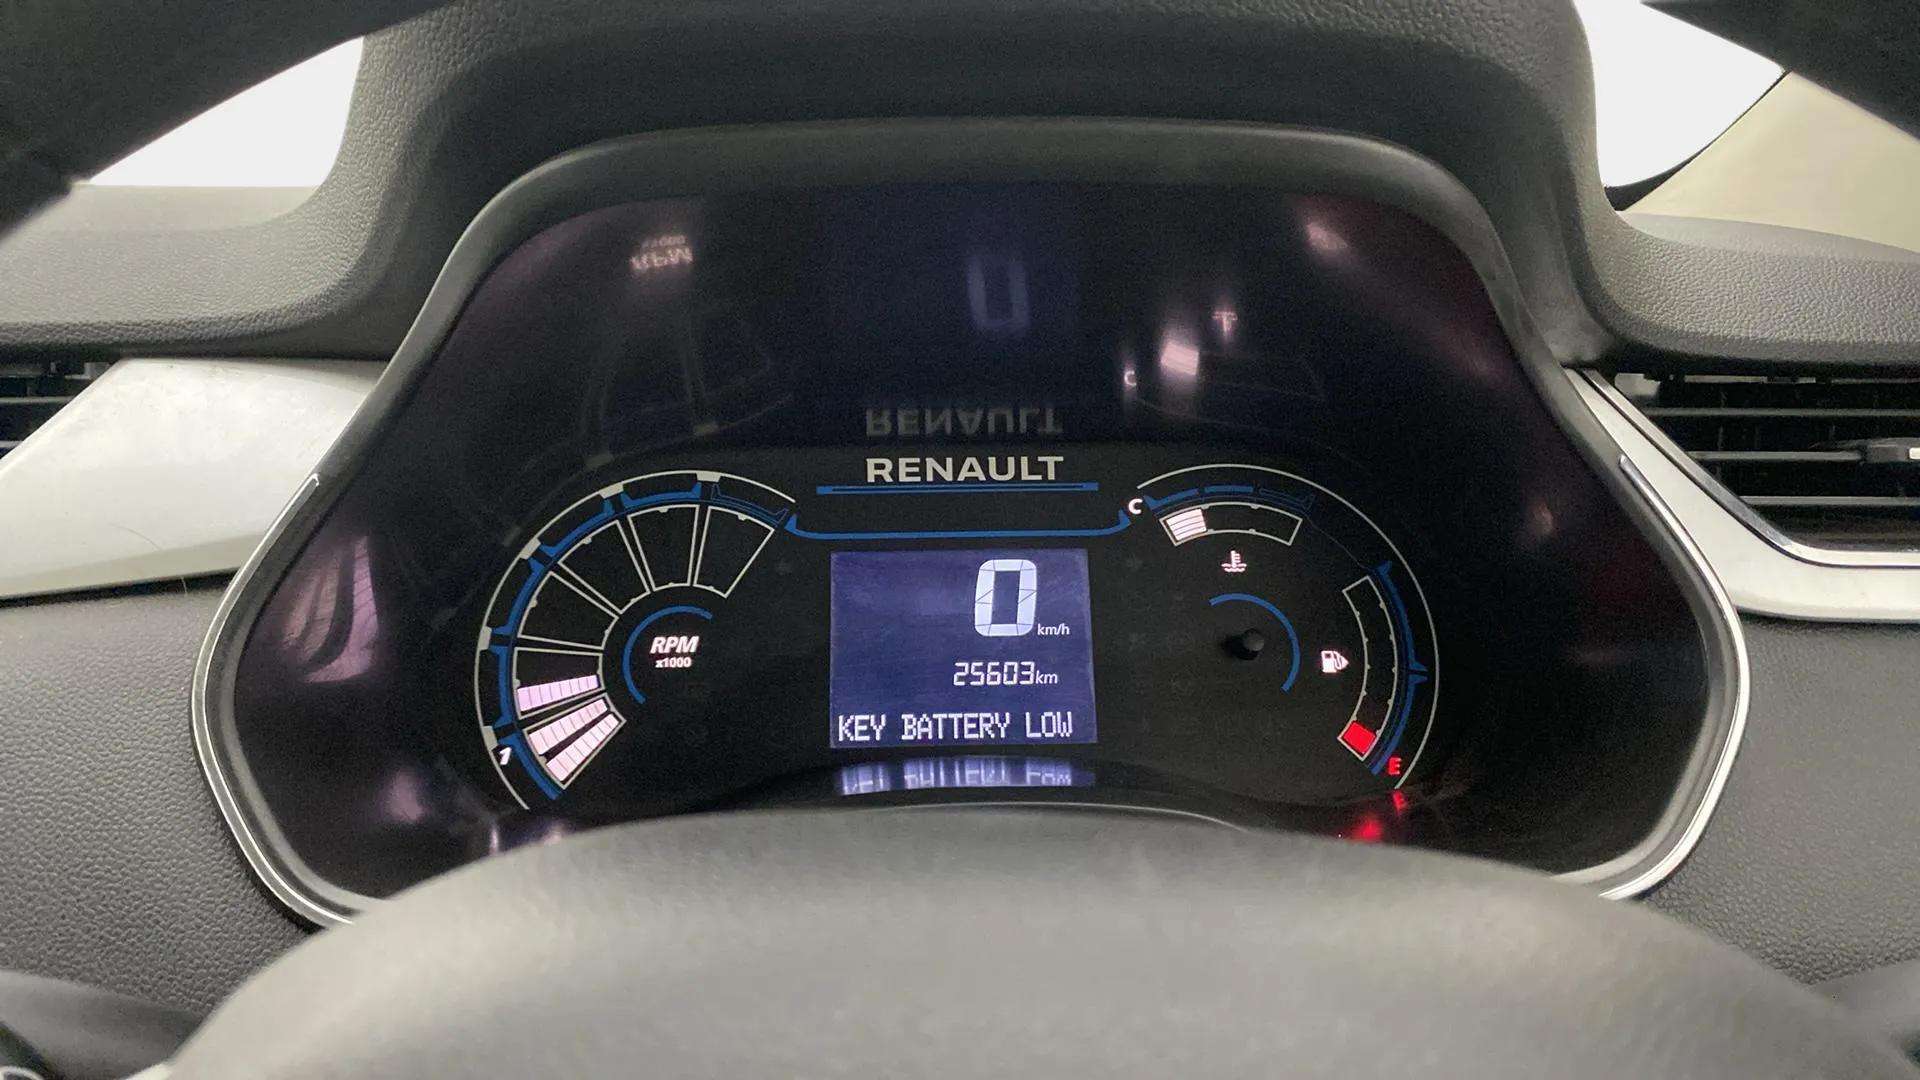 RENAULT
C
0 km/h
RPM
x1000
25603km
KEY BATTERY LOW
1
E